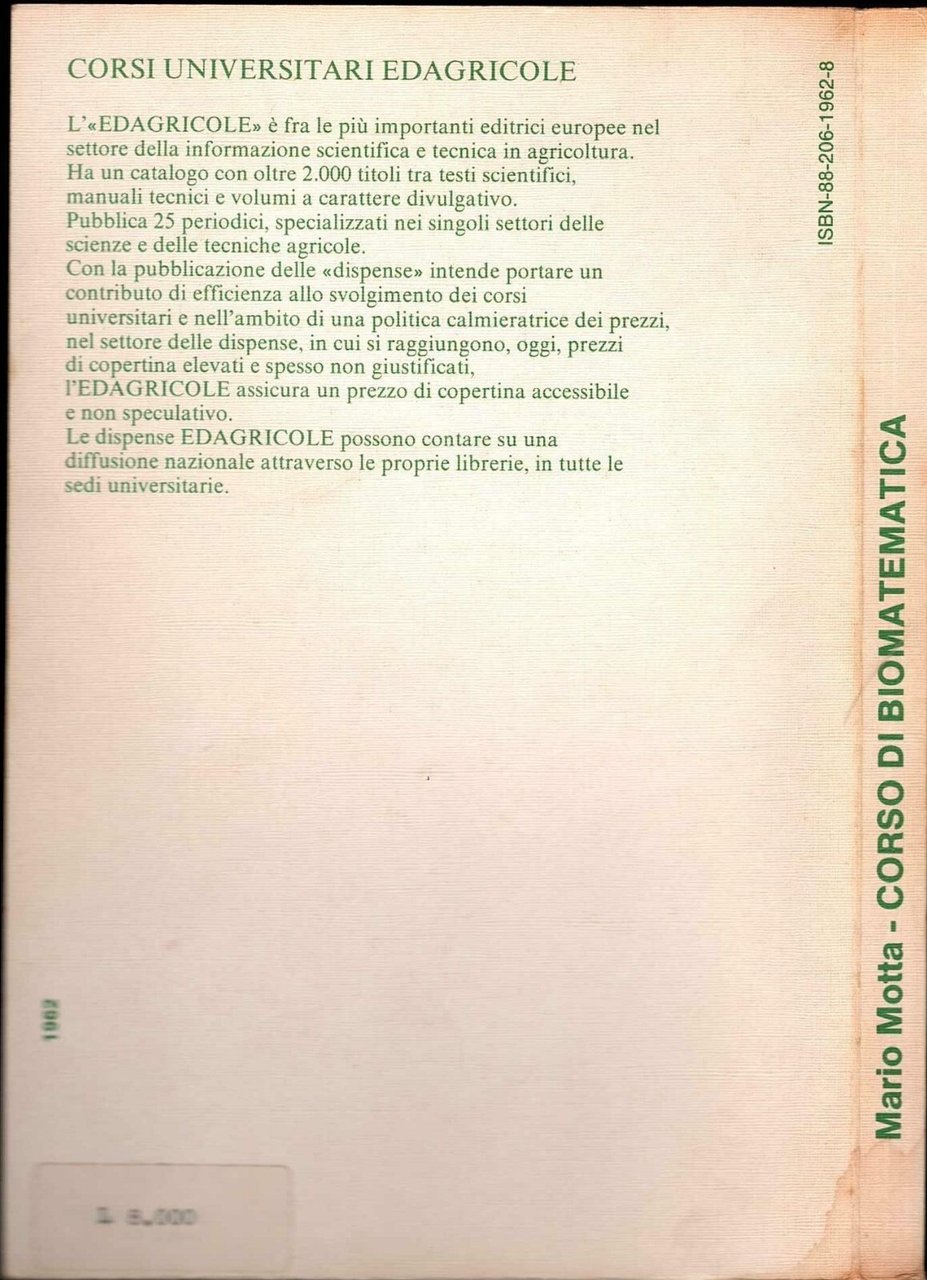 CORSI UNIVERSITARI EDAGRICOLE
L'«EDAGRICOLE» è fra le più importanti editrici europee nel
settore della informazione scientifica e tecnica in agricoltura.
Ha un catalogo con oltre 2.000 titoli tra testi scientifici,
manuali tecnici e volumi a carattere divulgativo.
Pubblica 25 periodici, specializzati nei singoli settori delle
scienze e delle tecniche agricole.
Con la pubblicazione delle «dispense» intende portare un
contributo di efficienza allo svolgimento dei corsi
universitari e nell'ambito di una politica calmieratrice dei prezzi,
nel settore delle dispense, in cui si raggiungono, oggi, prezzi
di copertina elevati e spesso non giustificati,
l'EDAGRICOLE assicura un prezzo di copertina accessibile
e non speculativo.
Le dispense EDAGRICOLE possono contare su una
diffusione nazionale attraverso le proprie librerie, in tutte le
sedi universitarie.
ISBN-88-206-1962-8
Mario Motta - CORSO DI BIOMATEMATICA
1962